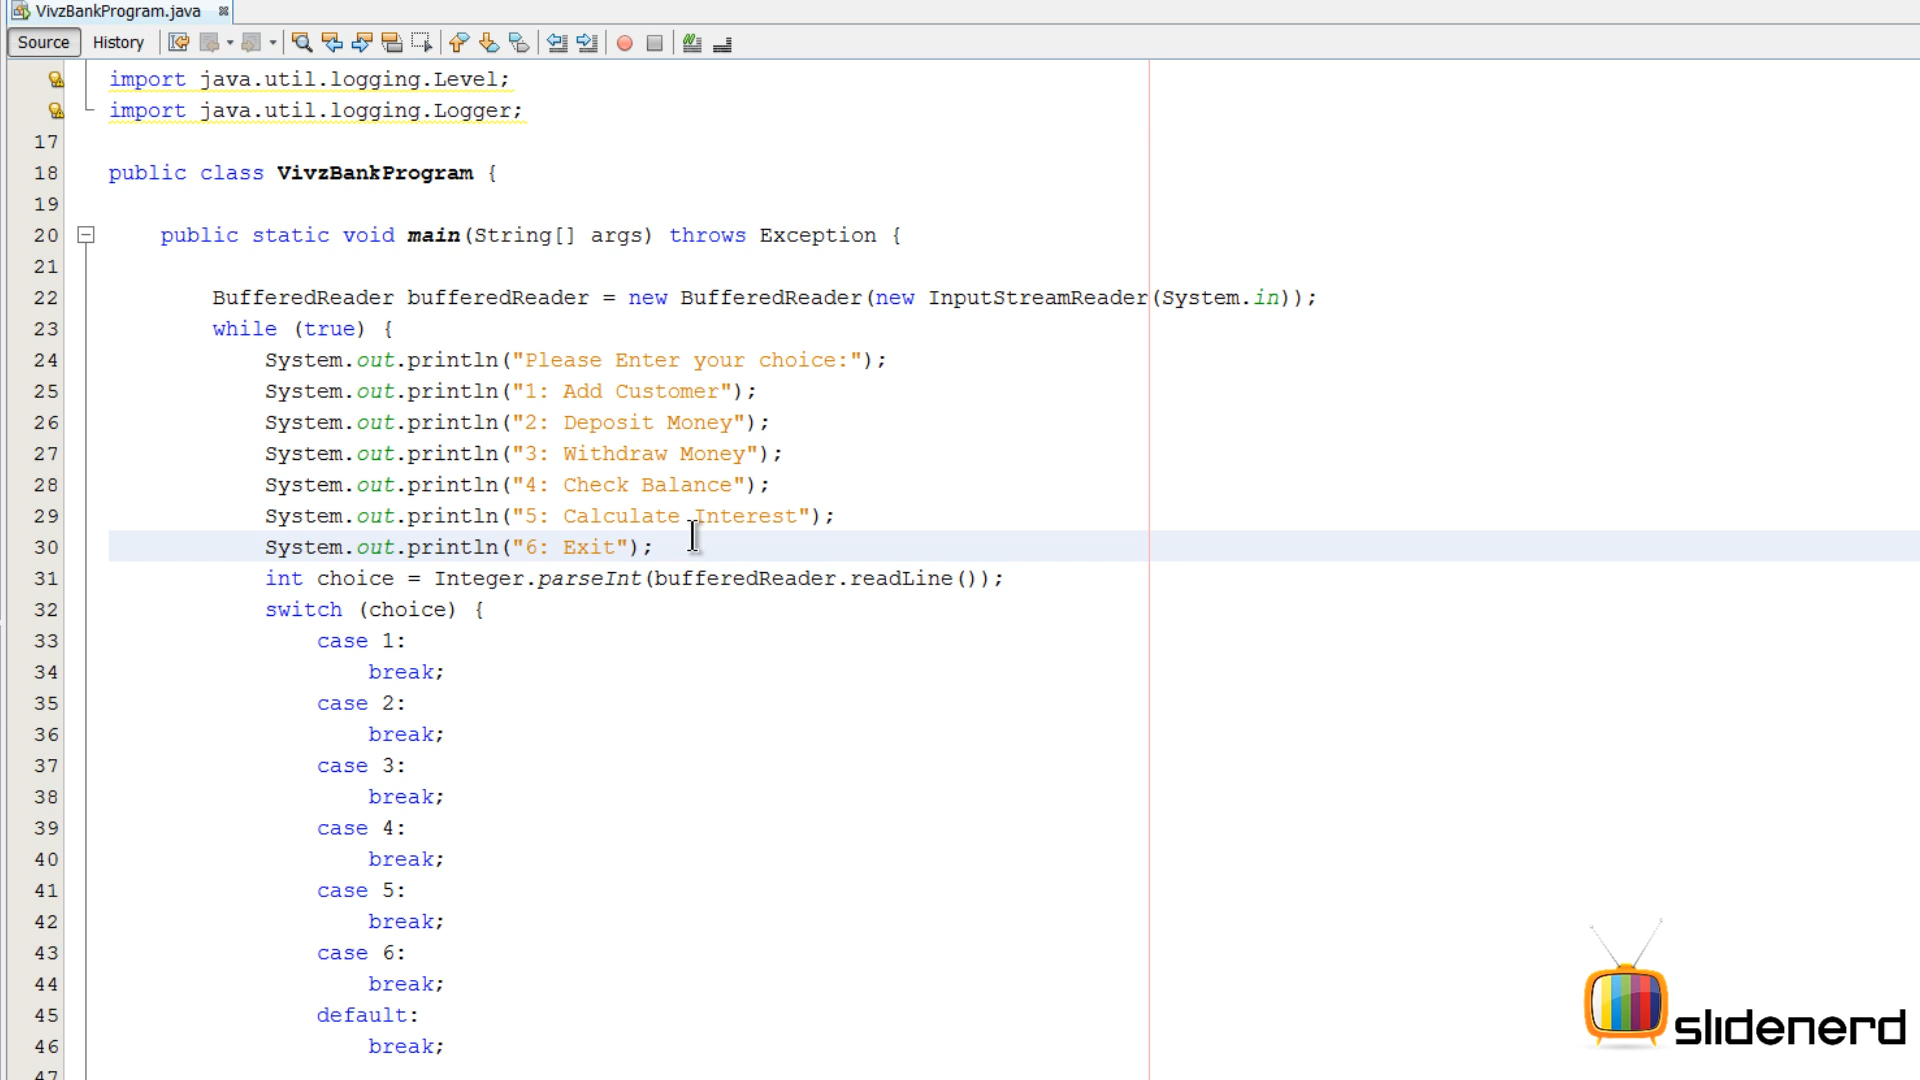 VivzBankProgram.java
Source History
import java.util.logging.Level;
import java.util.logging.Logger;
17
18 public class VivzBankProgram {
19
20 public static void main(String[] args) throws Exception {
21
22 BufferedReader bufferedReader = new BufferedReader(new InputStreamReader(System.in));
23 while (true) {
24 System.out.println("Please Enter your choice:");
25 System.out.println("1: Add Customer");
26 System.out.println("2: Deposit Money");
27 System.out.println("3: Withdraw Money");
28 System.out.println("4: Check Balance");
29 System.out.println("5: Calculate Interest");
30 System.out.println("6: Exit");
31 int choice = Integer.parseInt(bufferedReader.readLine());
32 switch (choice) {
33 case 1:
34 break;
35 case 2:
36 break;
37 case 3:
38 break;
39 case 4:
40 break;
41 case 5:
42 break;
43 case 6:
44 break;
45 default:
46 break;
47
slidenerd